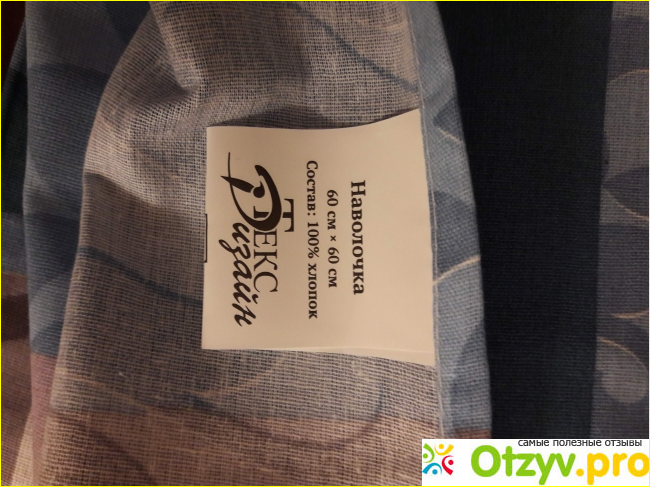 Наволочка
60 см × 60 см
Состав: 100% хлопок
ТЕКС
Дизайн
самые полезные отзывы
Otzyv.pro